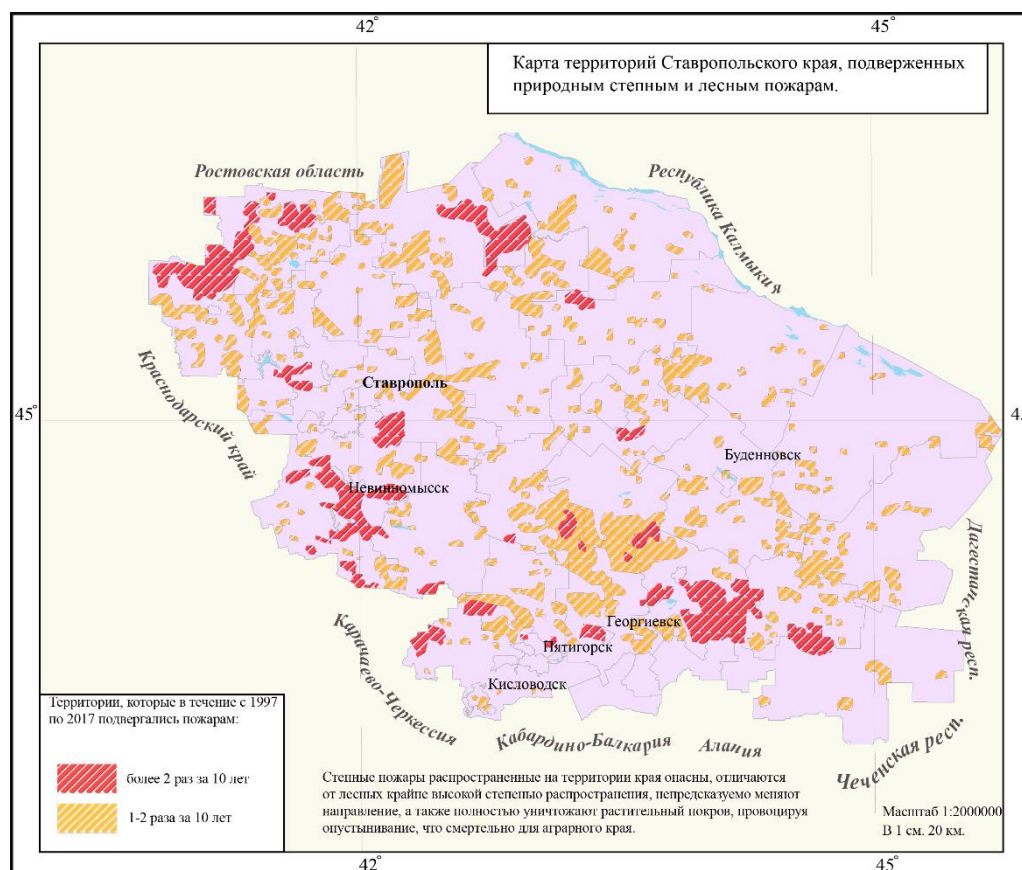 42˚
45˚
Карта территорий Ставропольского края, подверженных
природным степным и лесным пожарам.
Ростовская область
Республика Калмыкия
Краснодарский край
Ставрополь
45˚
4.
Буденновск
Невинномысск
Дагестанская респ.
Георгиевск
Пятигорск
Кисловодск
Карачаево-Черкессия
Кабардино-Балкария
Алания
Чеченская респ.
Территории, которые в течение с 1997
по 2017 подвергались пожарам:
более 2 раз за 10 лет
1-2 раза за 10 лет
Степные пожары распространенные на территории края опасны, отличаются
от лесных крайне высокой степенью распространения, непредсказуемо меняют
направление, а также полностью уничтожают растительный покров, провоцируя
опустынивание, что смертельно для аграрного края.
Масштаб 1:2000000
В 1 см. 20 км.
42˚
45˚